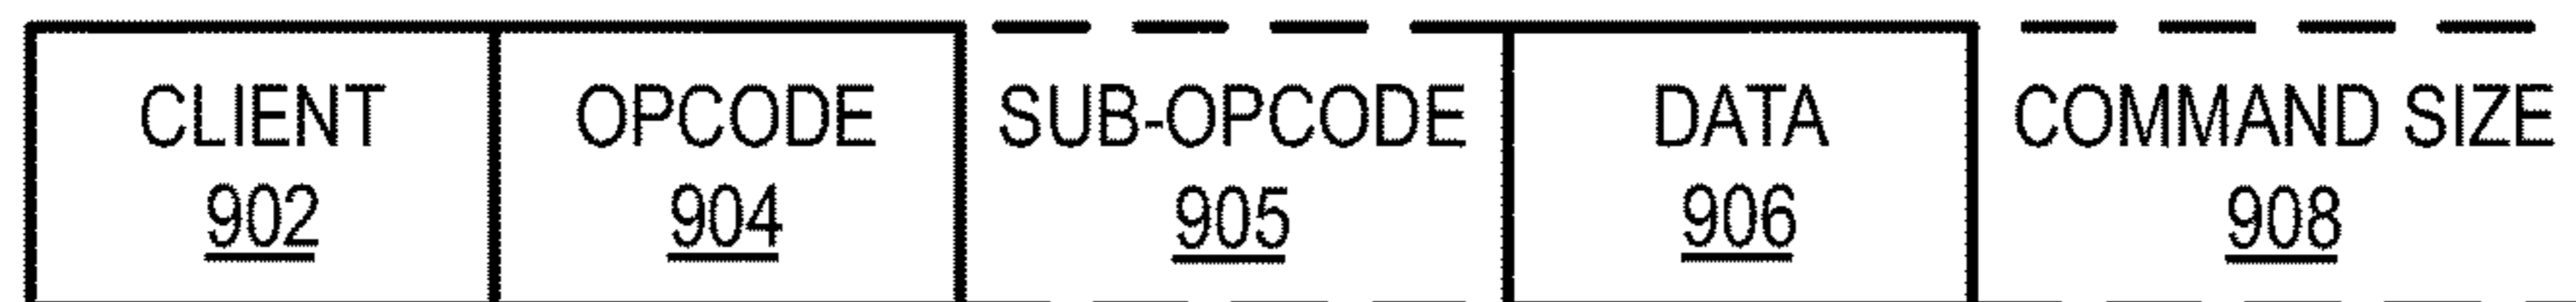 CLIENT OPCODE SUB-OPCODE DATA COMMAND SIZE
902 904 905 906 908